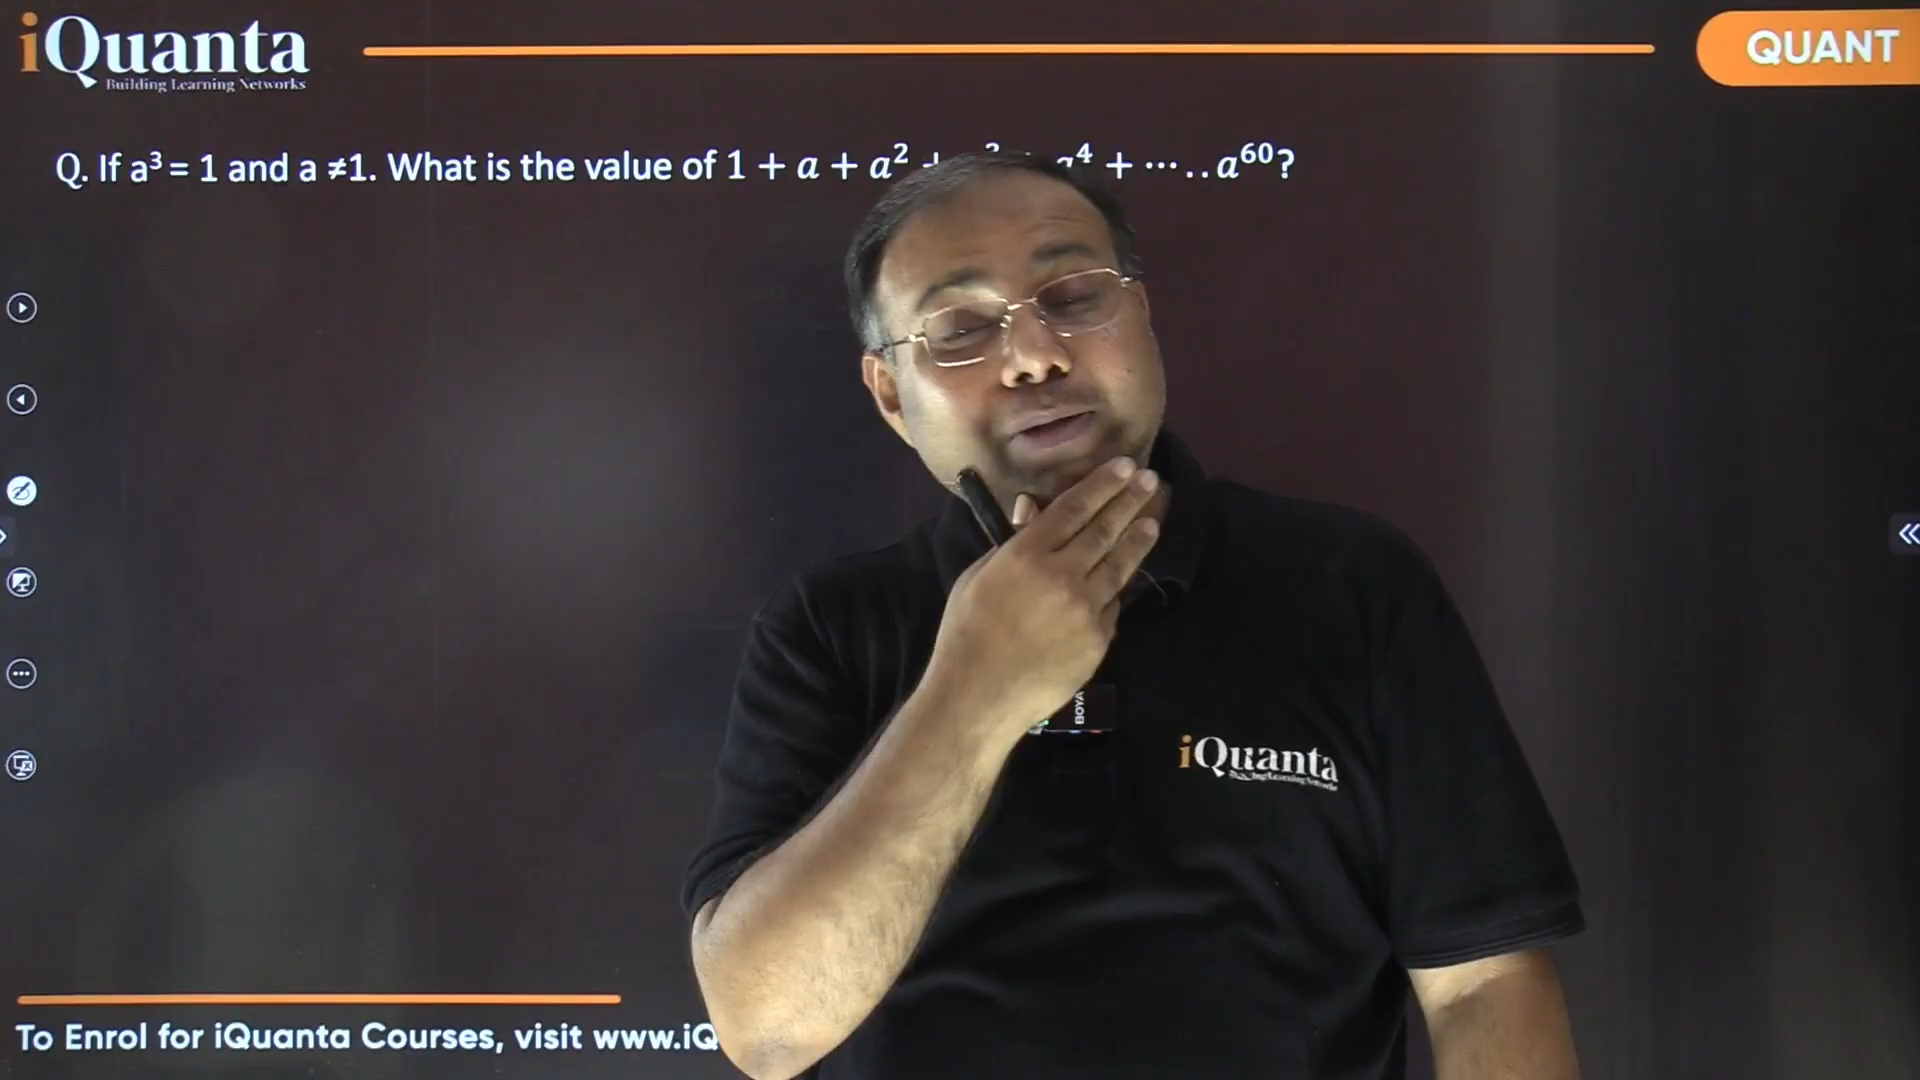 iQuanta
Building Learning Networks
QUANT
Q. If a³ = 1 and a ≠1. What is the value of 1 + a + a² + a⁴ + ⋯ . . a⁶⁰?
BOYA
iQuanta
To Enrol for iQuanta Courses, visit www.iQ